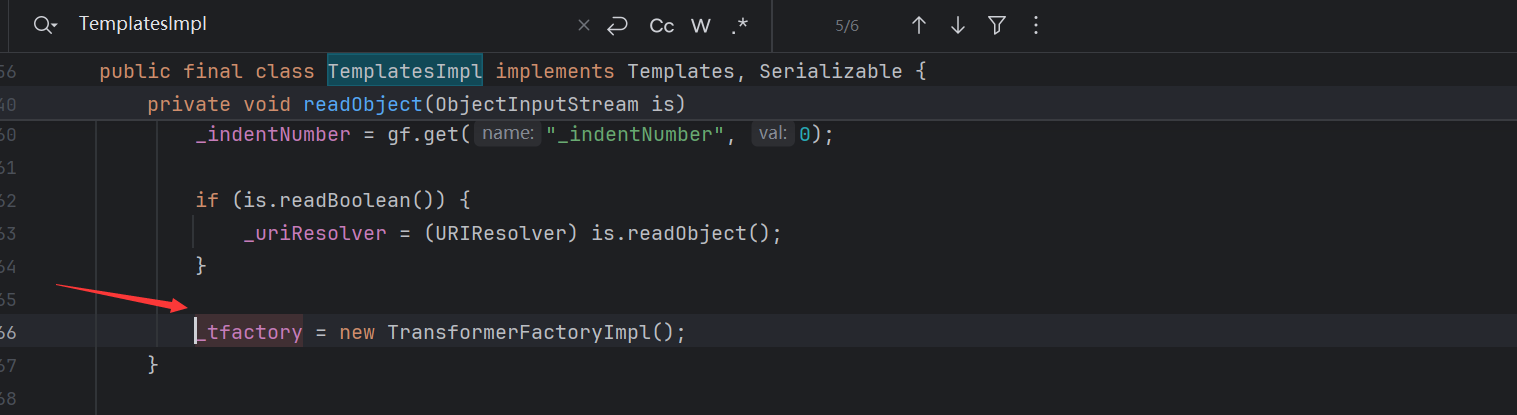 TemplatesImpl
Cc W .* 5/6
56 public final class TemplatesImpl implements Templates, Serializable {
40 private void readObject(ObjectInputStream is)
60 _indentNumber = gf.get( name: "_indentNumber", val: 0);
61
62 if (is.readBoolean()) {
63 _uriResolver = (URIResolver) is.readObject();
64 }
65
66 _tfactory = new TransformerFactoryImpl();
67 }
68